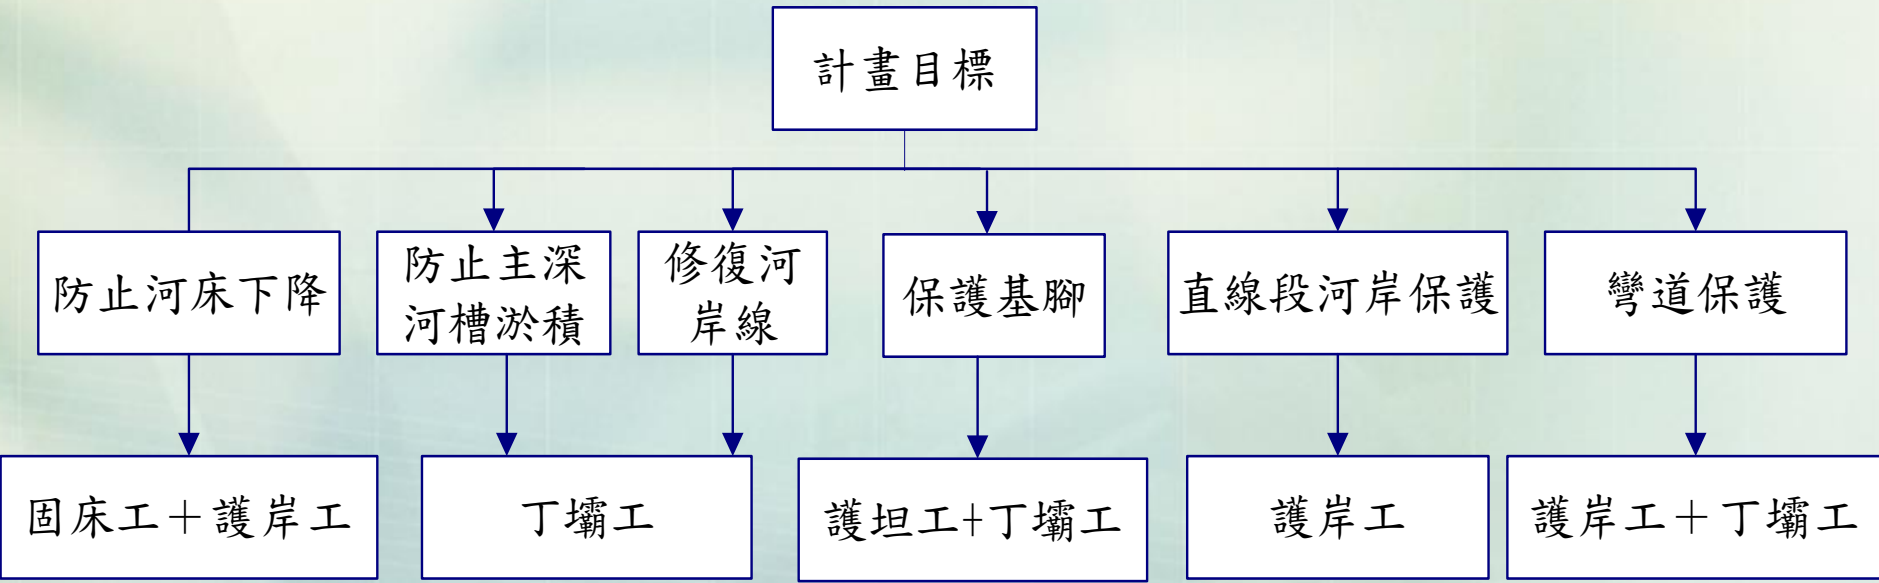 計畫目標
防止河床下降
防止主深
河槽淤積
修復河
岸線
保護基腳
直線段河岸保護
彎道保護
固床工＋護岸工
丁壩工
護坦工+丁壩工
護岸工
護岸工＋丁壩工